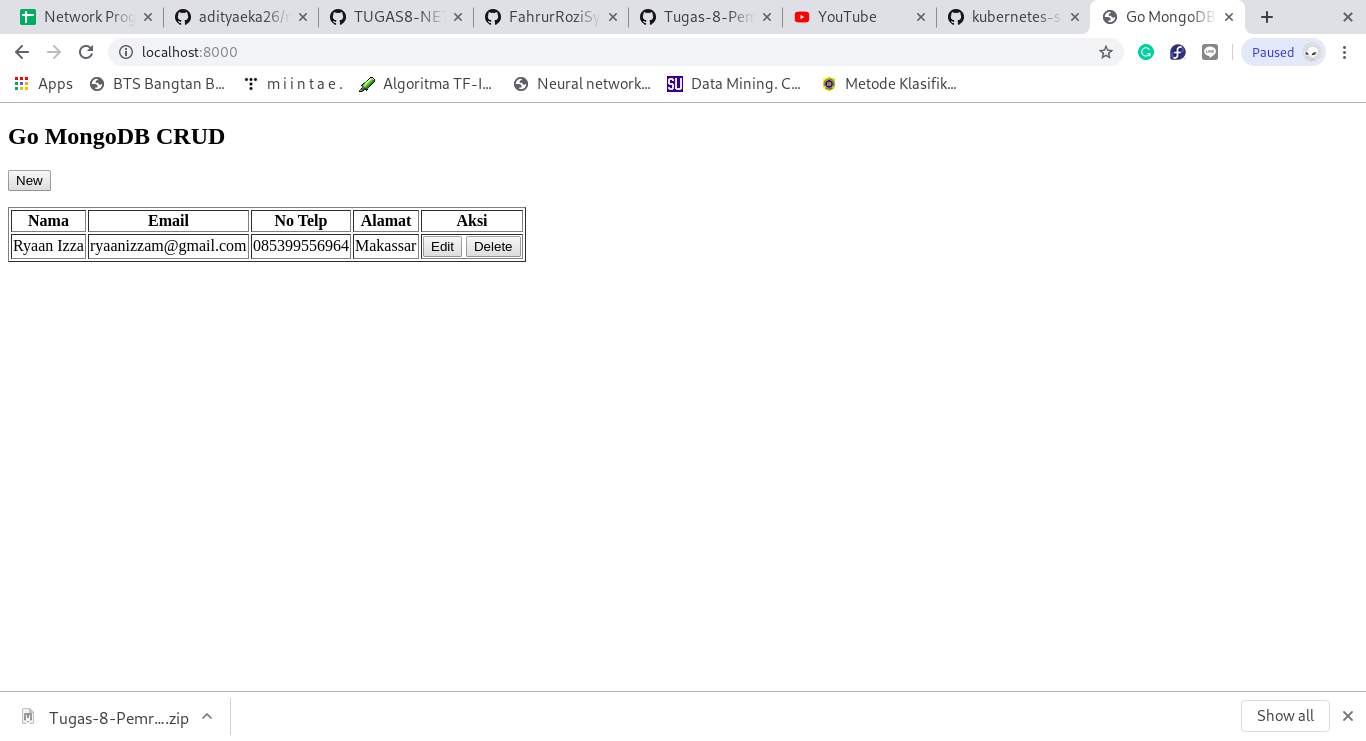 Network Prog
adityaeka26/
TUGAS8-NET
FahrurRoziSy
Tugas-8-Pem
YouTube
kubernetes-s
Go MongoDB
localhost:8000
Paused
Apps
BTS Bangtan B...
m i i n t a e .
Algoritma TF-I...
Neural network...
Data Mining. C...
Metode Klasifik...
Go MongoDB CRUD
New
Nama Email No Telp Alamat Aksi
Ryaan Izza ryaanizzam@gmail.com 085399556964 Makassar Edit Delete
Tugas-8-Pemr....zip
Show all